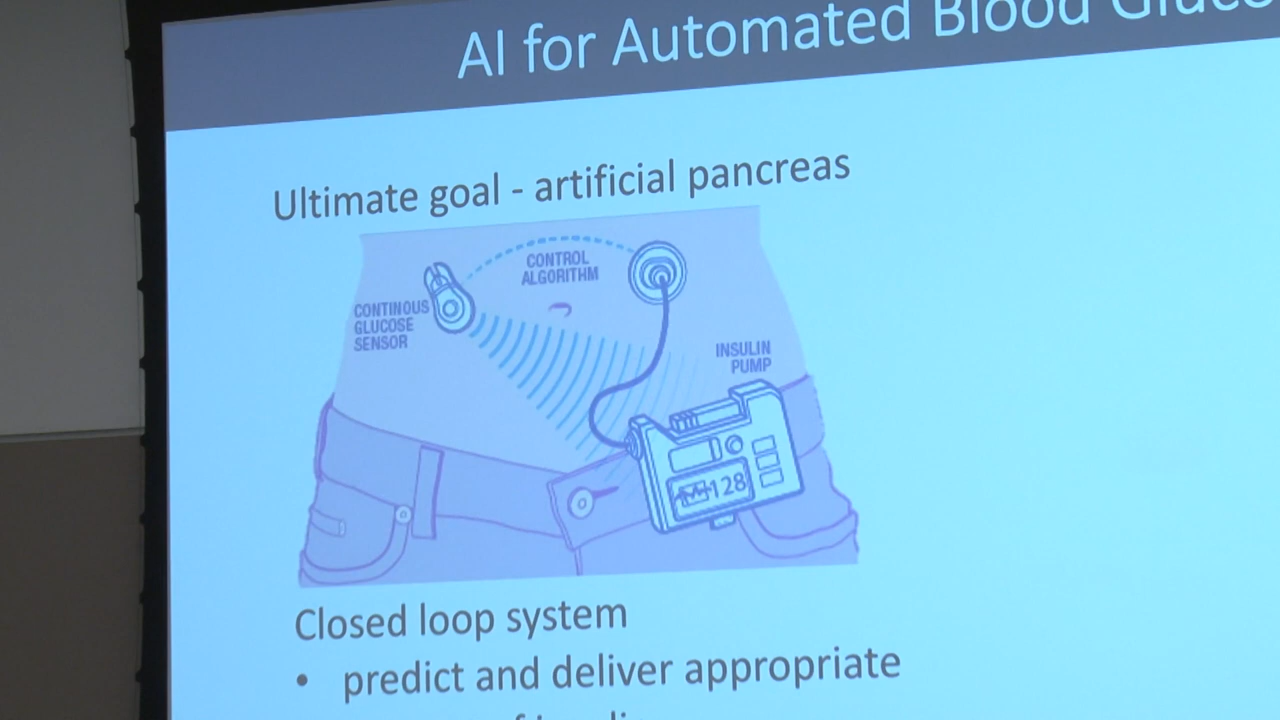 AI for Automated Blood
Ultimate goal - artificial pancreas
CONTROL
ALGORITHM
CONTINOUS
GLUCOSE
SENSOR
INSULIN
PUMP
128
Closed loop system
• predict and deliver appropriate